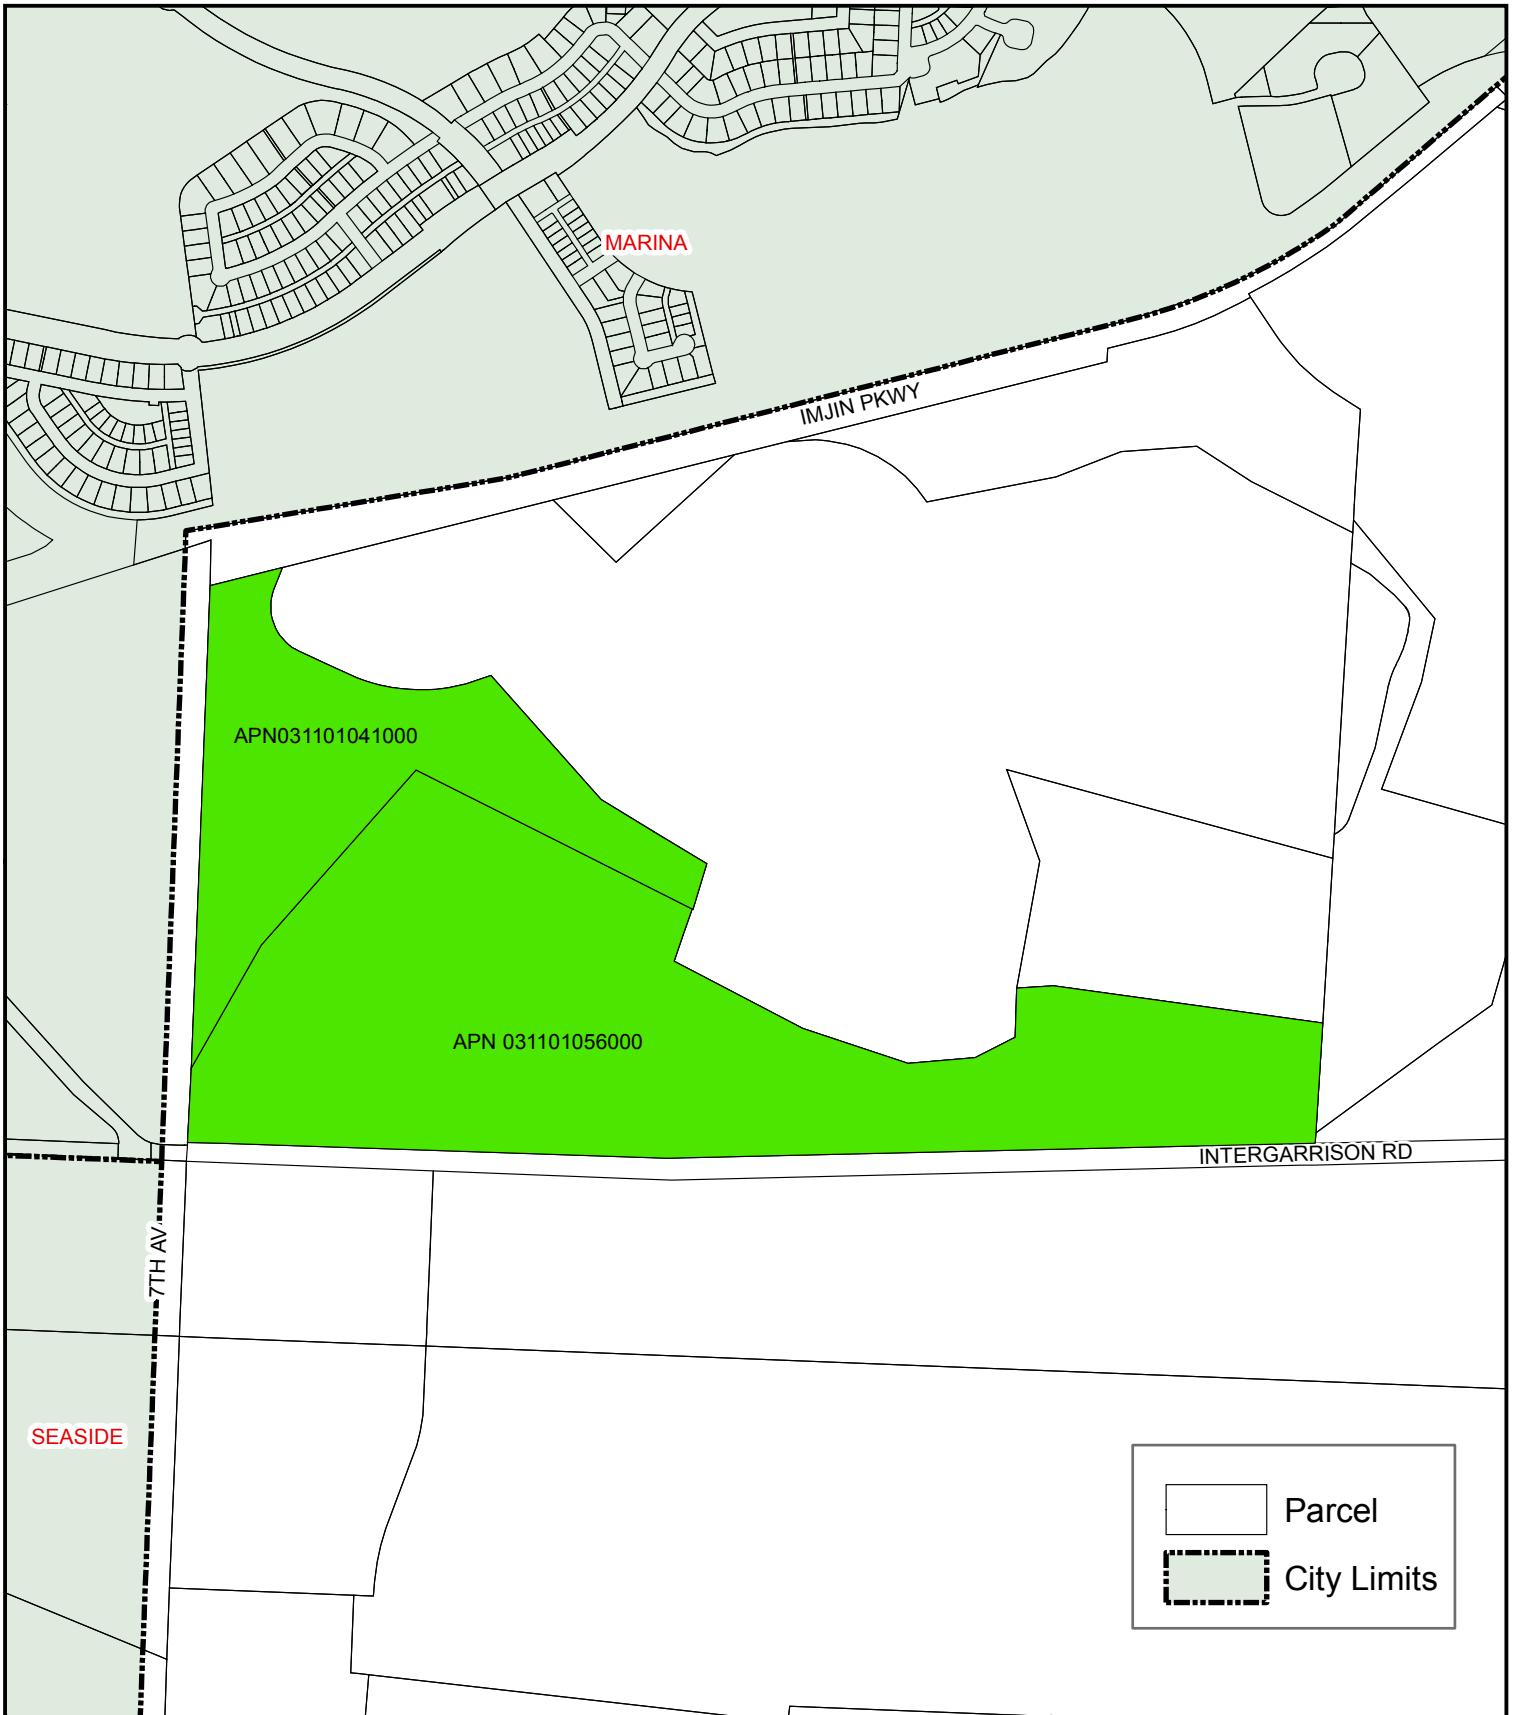 MARINA
IMJIN PKWY
APN031101041000
APN 031101056000
INTERGARRISON RD
7TH AV
SEASIDE
Parcel
City Limits